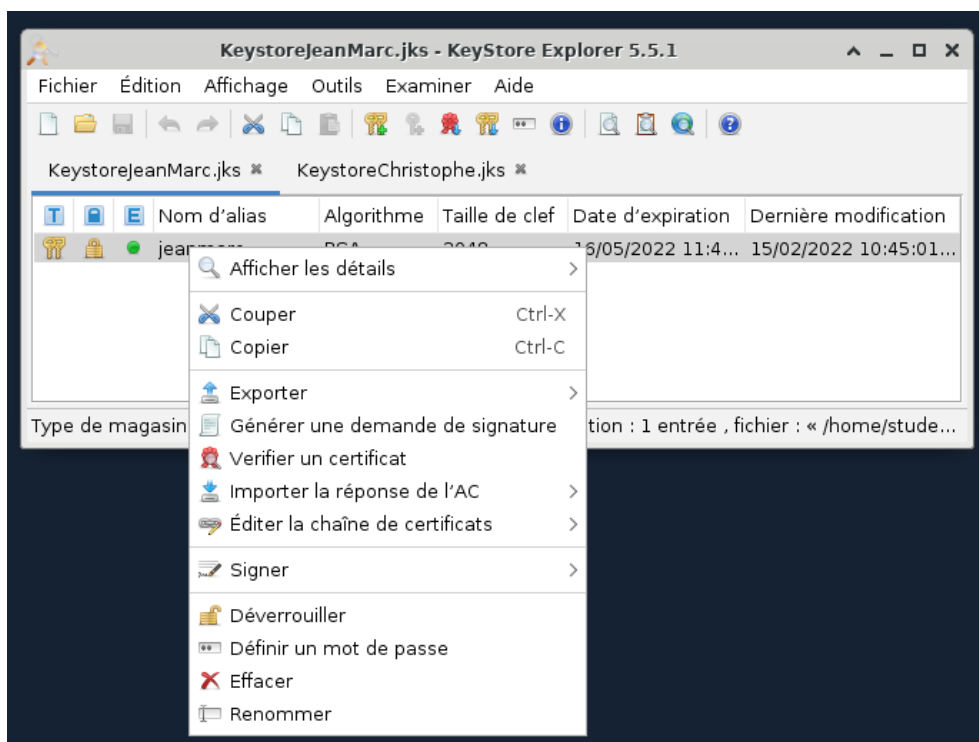 KeystoreJeanMarc.jks - KeyStore Explorer 5.5.1
Fichier Édition Affichage Outils Examiner Aide
KeystoreJeanMarc.jks KeystoreChristophe.jks
T E Nom d'alias Algorithme Taille de clef Date d'expiration Dernière modification
jeanmarc RSA 2048 16/05/2022 11:4... 15/02/2022 10:45:01...
Afficher les détails
Couper Ctrl-X
Copier Ctrl-C
Exporter
Type de magasin Générer une demande de signature tion : 1 entrée , fichier : « /home/stude...
Verifier un certificat
Importer la réponse de l'AC
Éditer la chaîne de certificats
Signer
Déverrouiller
Définir un mot de passe
Effacer
Renommer